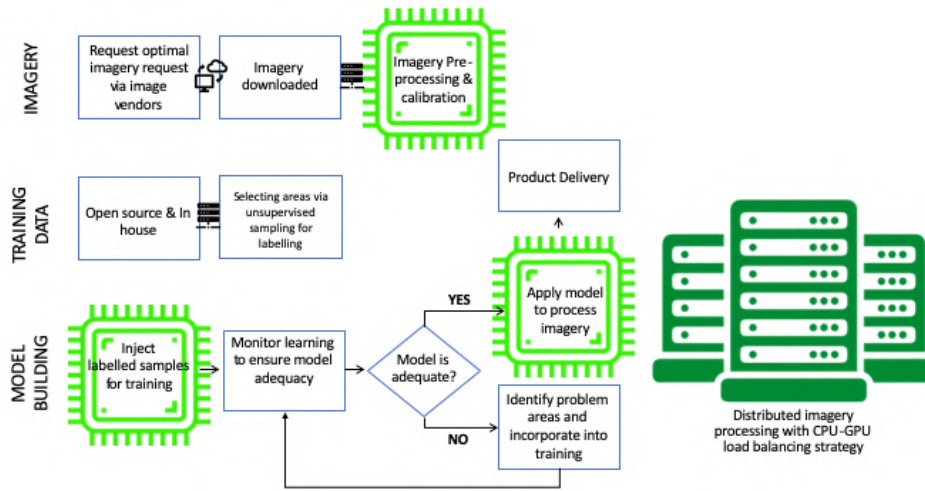 IMAGERY
Request optimal
imagery request
via image
vendors
Imagery
downloaded
Imagery Pre-
processing &
calibration
TRAINING
DATA
Open source & In
house
Selecting areas via
unsupervised
sampling for
labelling
Product Delivery
MODEL
BUILDING
Inject
labelled samples
for training
Monitor learning
to ensure model
adequacy
Model is
adequate?
YES
Apply model
to process
imagery
NO
Identify problem
areas and
incorporate into
training
Distributed imagery
processing with CPU-GPU
load balancing strategy